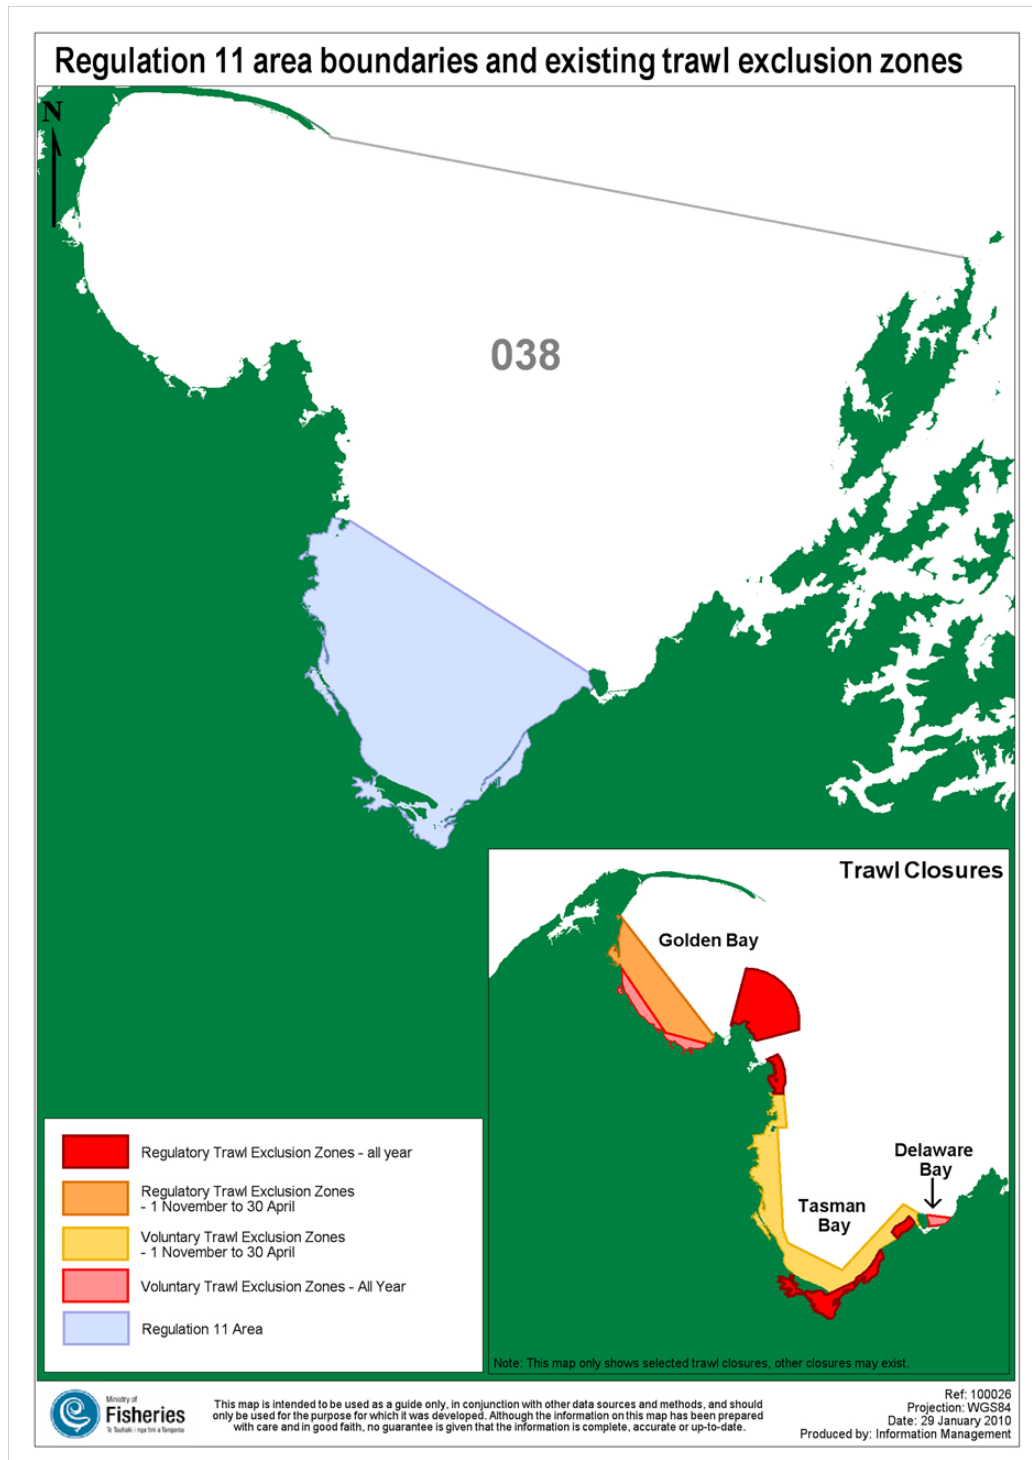 Regulation 11 area boundaries and existing trawl exclusion zones
N
038
Trawl Closures
Golden Bay
Delaware
Bay
Tasman
Bay
Regulatory Trawl Exclusion Zones - all year
Regulatory Trawl Exclusion Zones
- 1 November to 30 April
Voluntary Trawl Exclusion Zones
- 1 November to 30 April
Voluntary Trawl Exclusion Zones - All Year
Regulation 11 Area
Note: This map only shows selected trawl closures, other closures may exist.
Ministry of
Fisheries
This map is intended to be used as a guide only, in conjunction with other data sources and methods, and should
only be used for the purpose for which it was developed. Although the information on this map has been prepared
with care and in good faith, no guarantee is given that the information is complete, accurate or up-to-date.
Ref: 100026
Projection: WGS84
Date: 29 January 2010
Produced by: Information Management